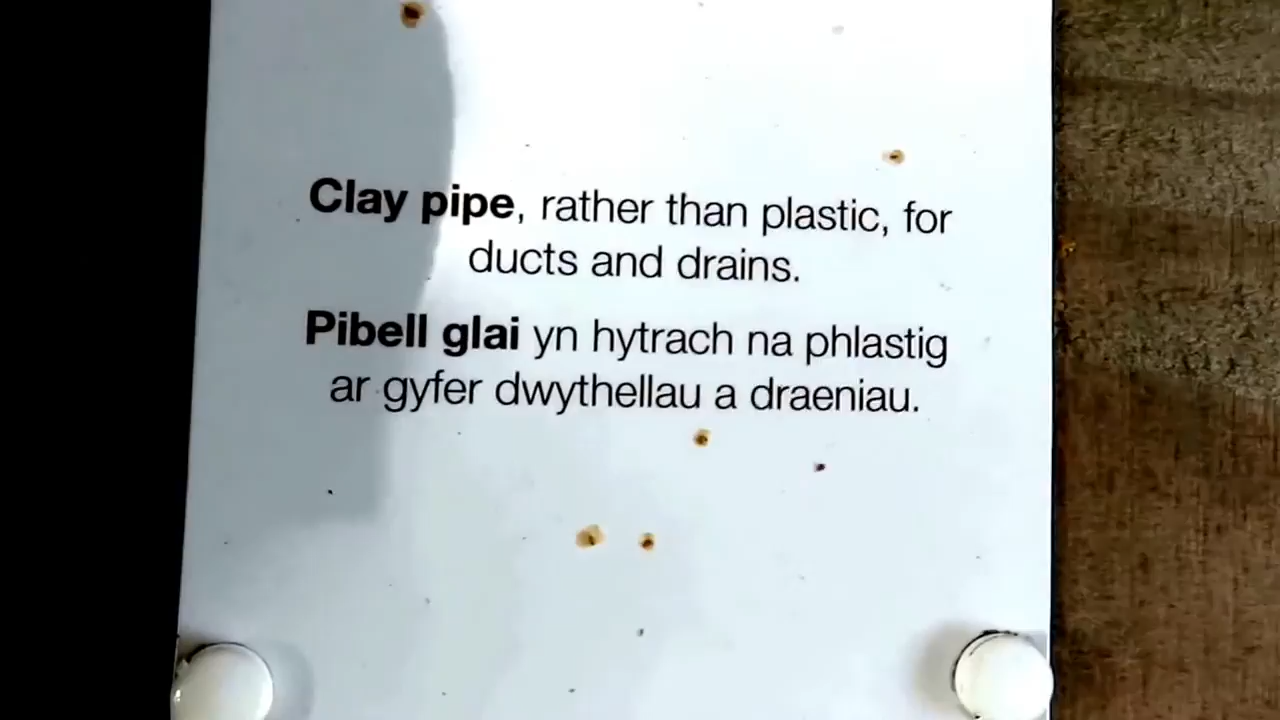 Clay pipe, rather than plastic, for
ducts and drains.
Pibell glai yn hytrach na phlastig
ar gyfer dwythellau a draeniau.